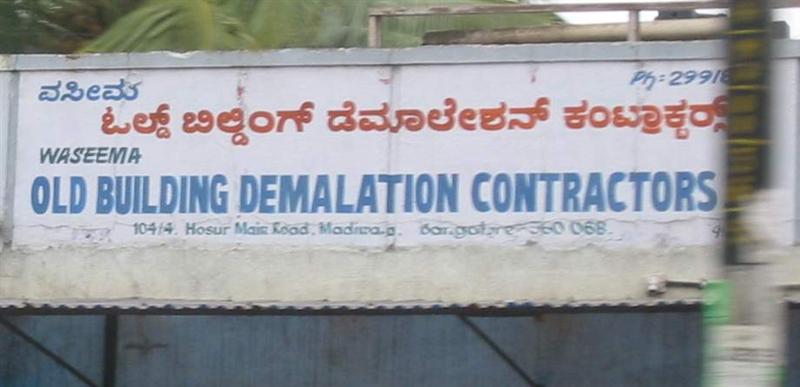 ವಸೀಮ
Ph:-2991
ಓಲ್ಡ್ ಬಿಲ್ಡಿಂಗ್ ಡೆಮಾಲೇಶನ್ ಕಂಟ್ರಾಕ್ಟರ್ಸ್
WASEEMA
OLD BUILDING DEMALATION CONTRACTORS
104/4. Hosur Main Road, Madiwala, Bangalore-560 068.